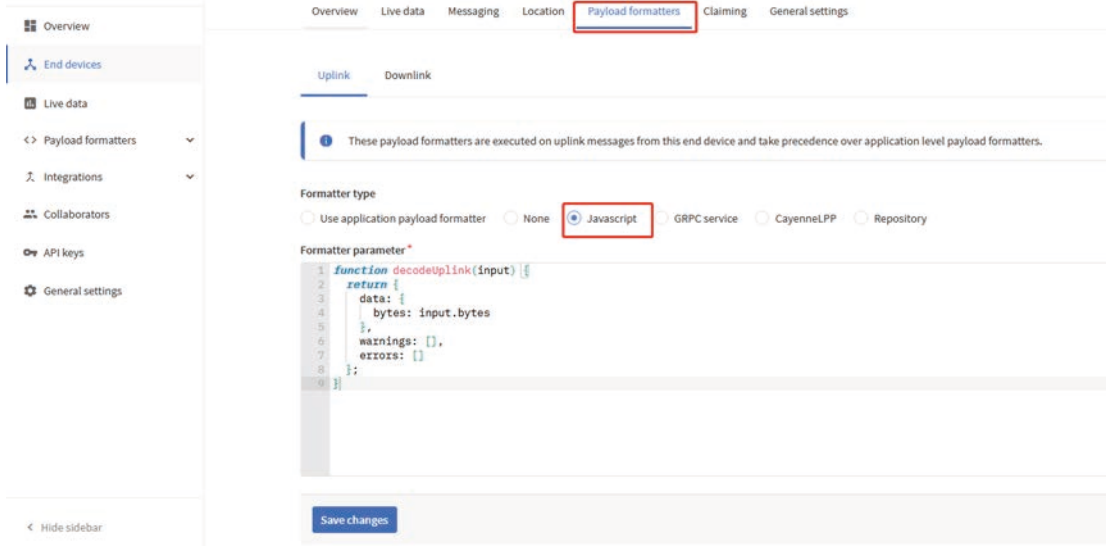 Overview Live data Messaging Location Payload formatters Claiming General settings
Overview
End devices
Live data
<> Payload formatters
Integrations
Collaborators
API keys
General settings
Hide sidebar
Uplink Downlink
These payload formatters are executed on uplink messages from this end device and take precedence over application level payload formatters.
Formatter type
Use application payload formatter None Javascript GRPC service CayenneLPP Repository
Formatter parameter*
1 function decodeUplink(input) {
2 return {
3 data: {
4 bytes: input.bytes
5 },
6 warnings: [],
7 errors: []
8 };
9 }
Save changes